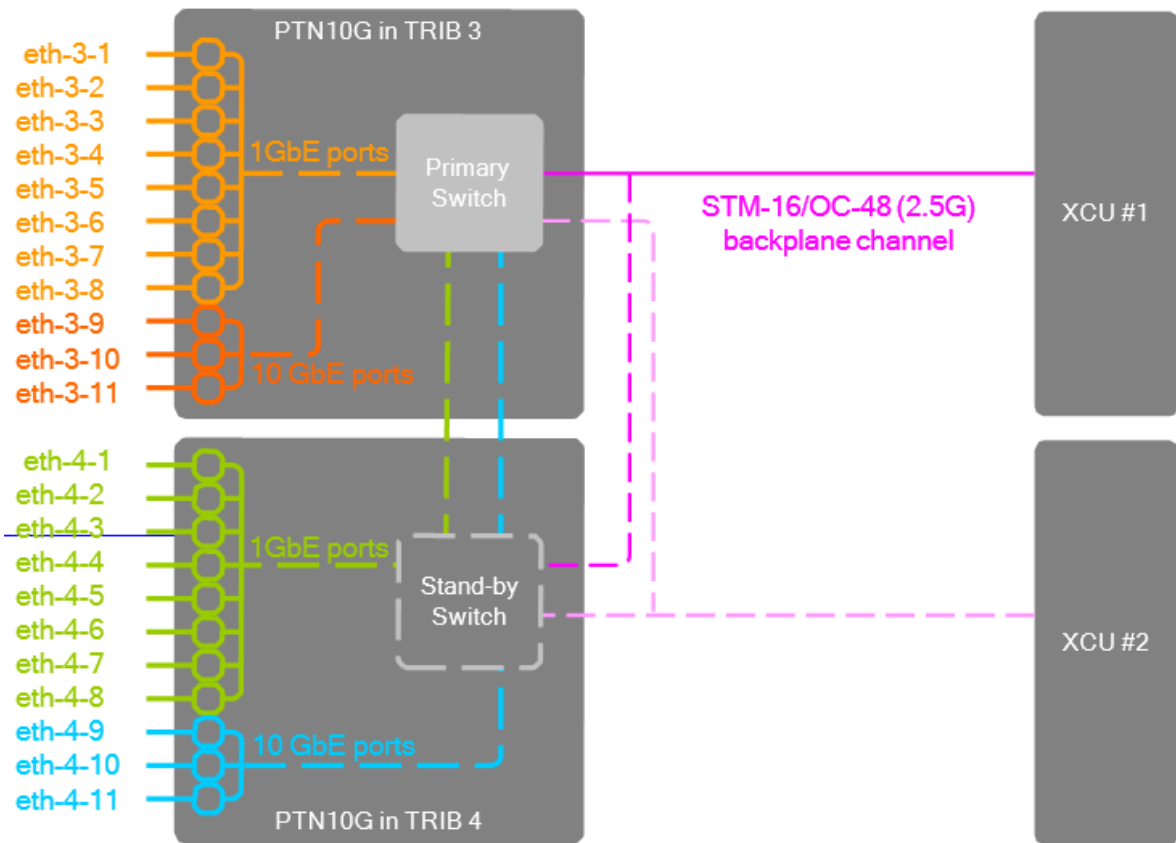 PTN10G in TRIB 3
eth-3-1
eth-3-2
eth-3-3
eth-3-4
eth-3-5
eth-3-6
eth-3-7
eth-3-8
eth-3-9
eth-3-10
eth-3-11
1GbE ports
10 GbE ports
Primary
Switch
STM-16/OC-48 (2.5G)
backplane channel
XCU #1
eth-4-1
eth-4-2
eth-4-3
eth-4-4
eth-4-5
eth-4-6
eth-4-7
eth-4-8
eth-4-9
eth-4-10
eth-4-11
1GbE ports
10 GbE ports
Stand-by
Switch
XCU #2
PTN10G in TRIB 4